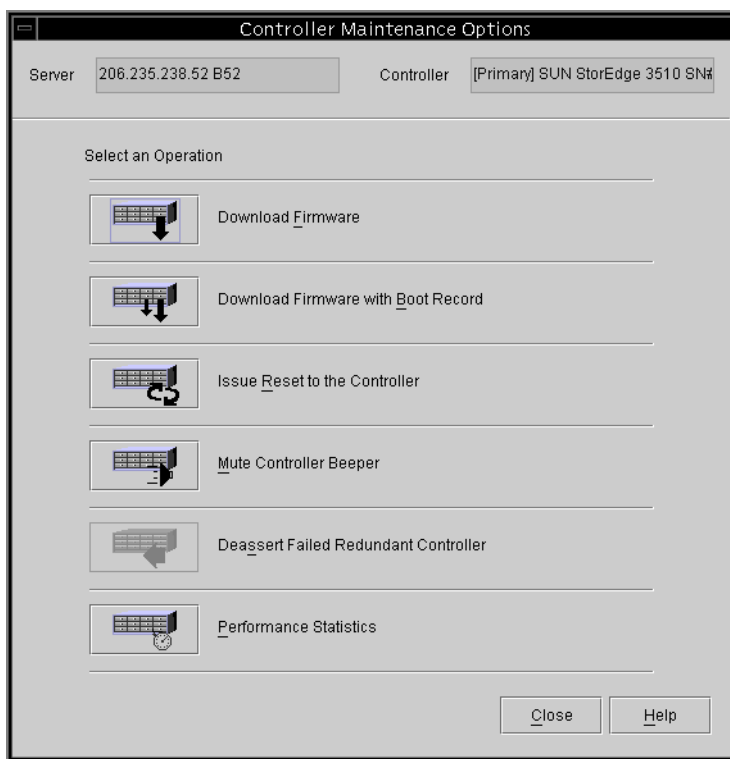 Controller Maintenance Options
Server 206.235.238.52 B52 Controller [Primary] SUN StorEdge 3510 SN#
Select an Operation
Download Firmware
Download Firmware with Boot Record
Issue Reset to the Controller
Mute Controller Beeper
Deassert Failed Redundant Controller
Performance Statistics
Close Help